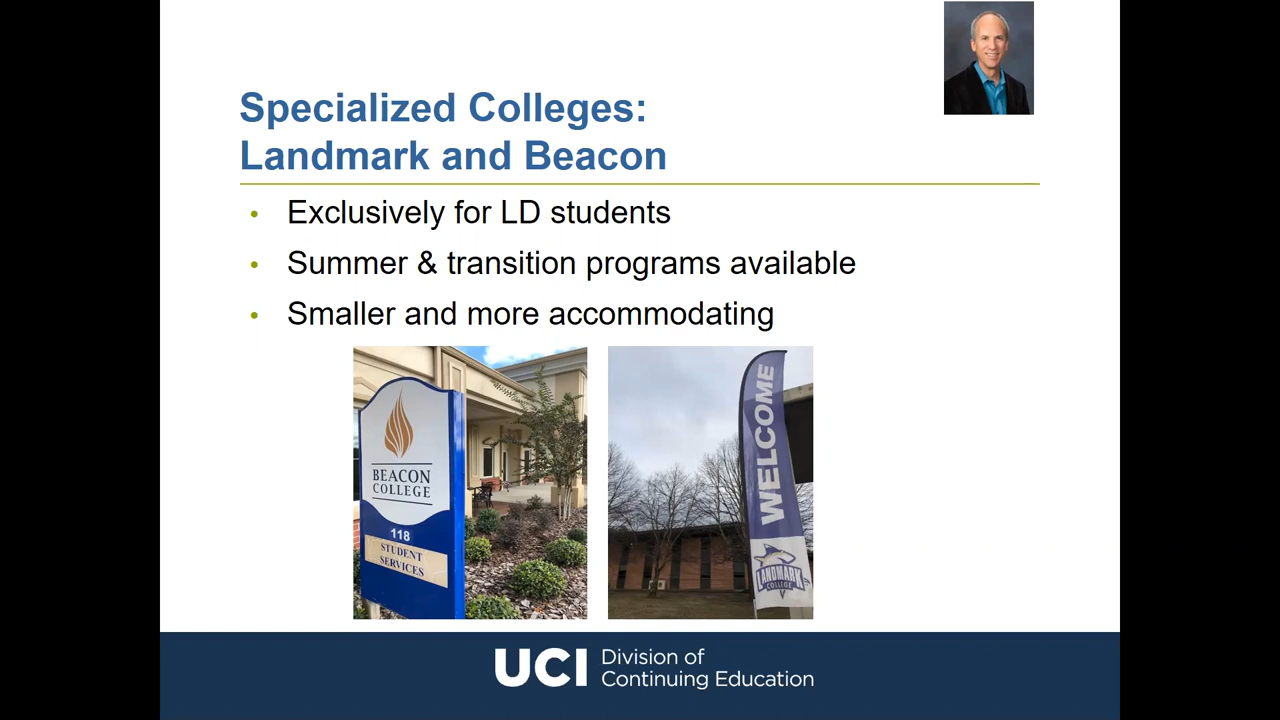 Specialized Colleges:
Landmark and Beacon
• Exclusively for LD students
• Summer & transition programs available
• Smaller and more accommodating
BEACON
COLLEGE
118
STUDENT
SERVICES
WELCOME
LANDMARK
COLLEGE
UCI Division of
Continuing Education